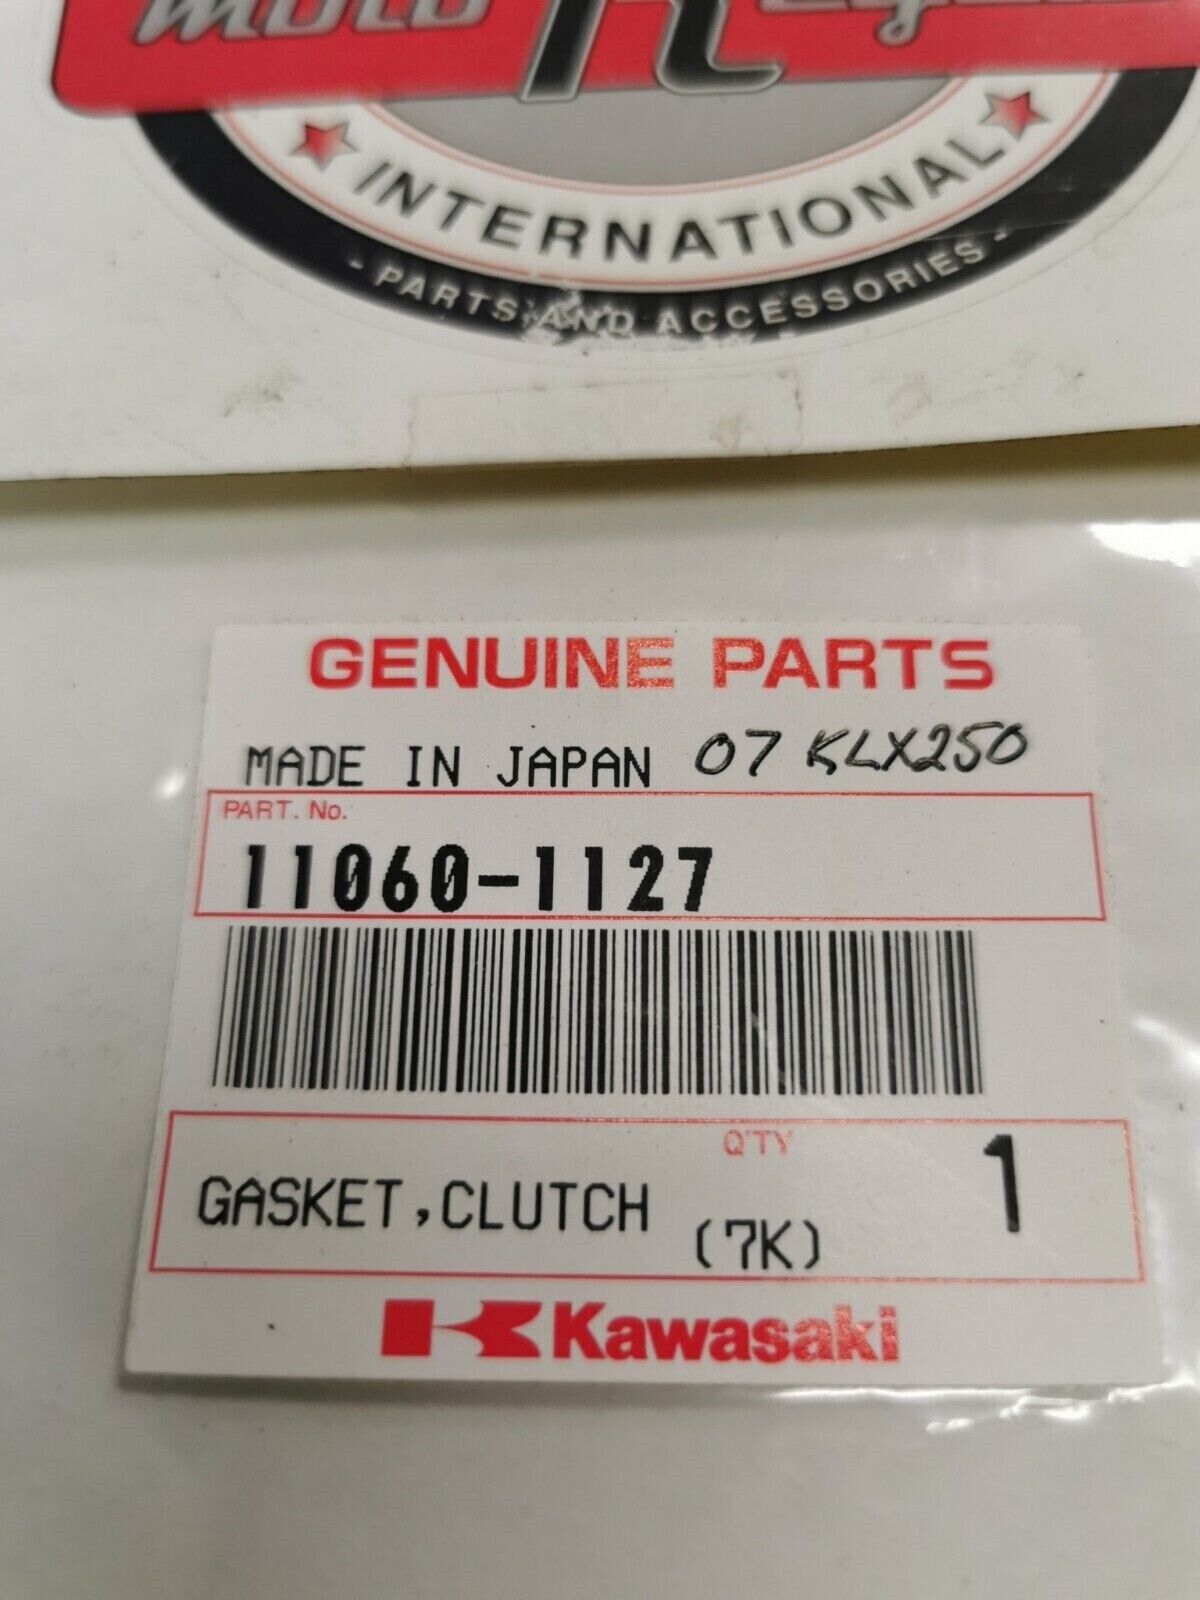 moto
INTERNATIONAL
- PARTS AND ACCESSORIES -
GENUINE PARTS
MADE IN JAPAN 07 KLX250
PART. No.
11060-1127
Q'TY
GASKET,CLUTCH (7K) 1
Kawasaki